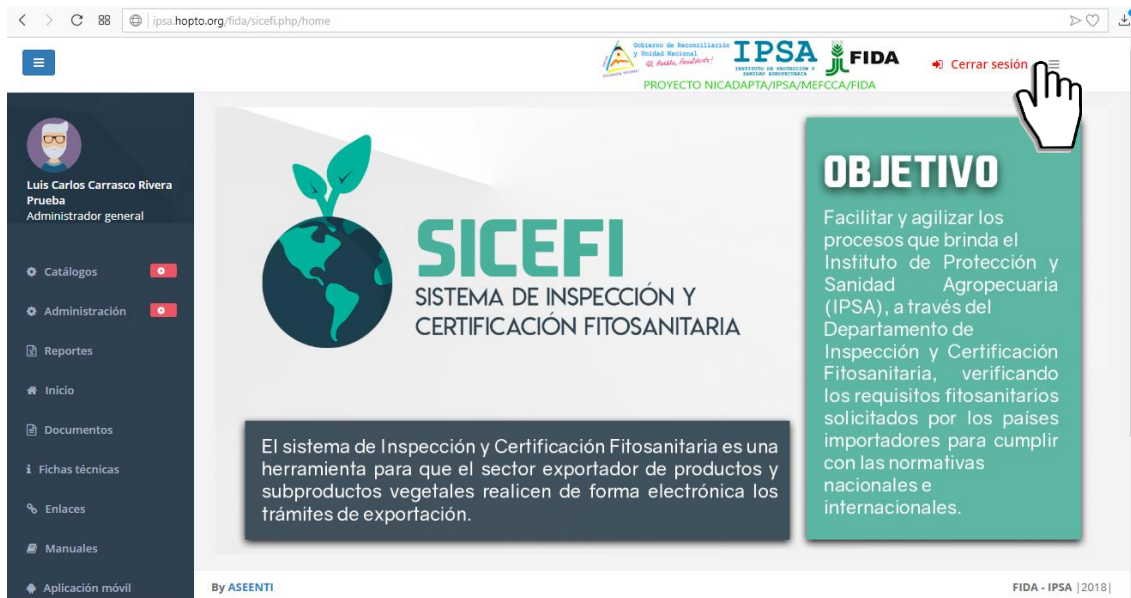 ipsa.hopto.org/fida/sicefi.php/home
Gobierno de Reconciliación
y Unidad Nacional
El Pueblo, Presidente!
IPSA
INSTITUTO DE PROTECCIÓN Y
SANIDAD AGROPECUARIA
FIDA
PROYECTO NICADAPTA/IPSA/MEFCCA/FIDA
Cerrar sesión
Luis Carlos Carrasco Rivera
Prueba
Administrador general
Catálogos
Administración
Reportes
Inicio
Documentos
Fichas técnicas
Enlaces
Manuales
Aplicación móvil
SICEFI
SISTEMA DE INSPECCIÓN Y
CERTIFICACIÓN FITOSANITARIA
El sistema de Inspección y Certificación Fitosanitaria es una
herramienta para que el sector exportador de productos y
subproductos vegetales realicen de forma electrónica los
trámites de exportación.
OBJETIVO
Facilitar y agilizar los
procesos que brinda el
Instituto de Protección y
Sanidad Agropecuaria
(IPSA), a través del
Departamento de
Inspección y Certificación
Fitosanitaria, verificando
los requisitos fitosanitarios
solicitados por los países
importadores para cumplir
con las normativas
nacionales e
internacionales.
By ASEENTI
FIDA - IPSA |2018|